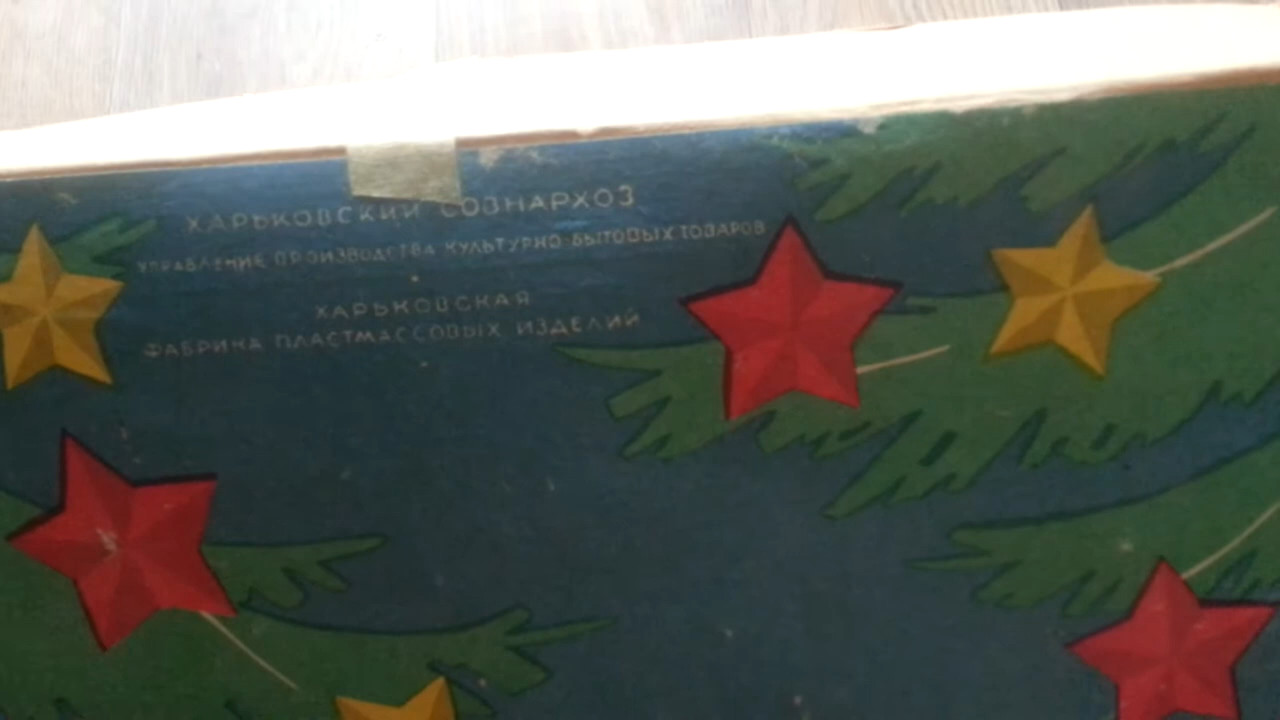 ХАРЬКОВСКИЙ СОВНАРХОЗ
УПРАВЛЕНИЕ ПРОИЗВОДСТВА КУЛЬТУРНО-БЫТОВЫХ ТОВАРОВ
ХАРЬКОВСКАЯ
ФАБРИКА ПЛАСТМАССОВЫХ ИЗДЕЛИЙ